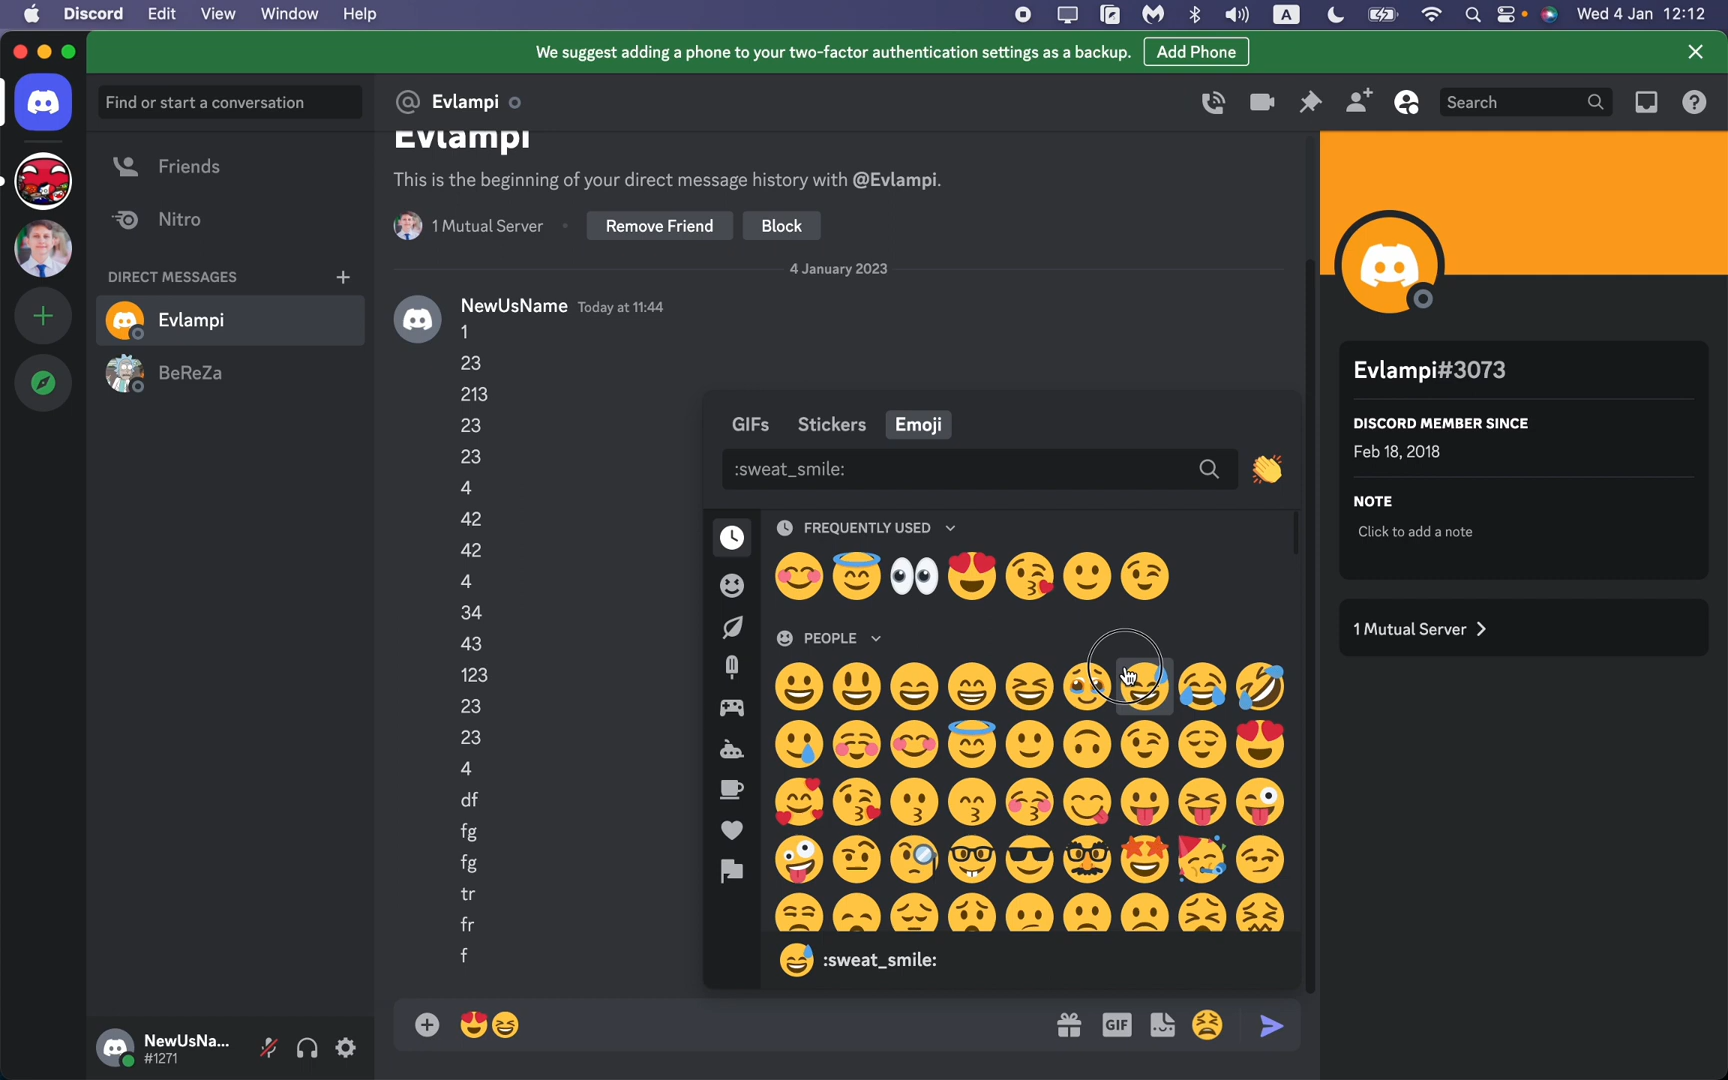 Discord Edit View Window Help
A Wed 4 Jan 12:12
We suggest adding a phone to your two-factor authentication settings as a backup. Add Phone
Find or start a conversation
@ Evlampi
Search
Friends
Nitro
DIRECT MESSAGES +
Evlampi
BeReZa
NewUsNa...
#1271
Evlampi
This is the beginning of your direct message history with @Evlampi.
1 Mutual Server
Remove Friend
Block
4 January 2023
NewUsName Today at 11:44
1
23
213
23
23
4
42
42
4
34
43
123
23
23
4
df
fg
fg
tr
fr
f
GIFs Stickers Emoji
:sweat_smile:
FREQUENTLY USED
PEOPLE
:sweat_smile:
GIF
Evlampi#3073
DISCORD MEMBER SINCE
Feb 18, 2018
NOTE
Click to add a note
1 Mutual Server